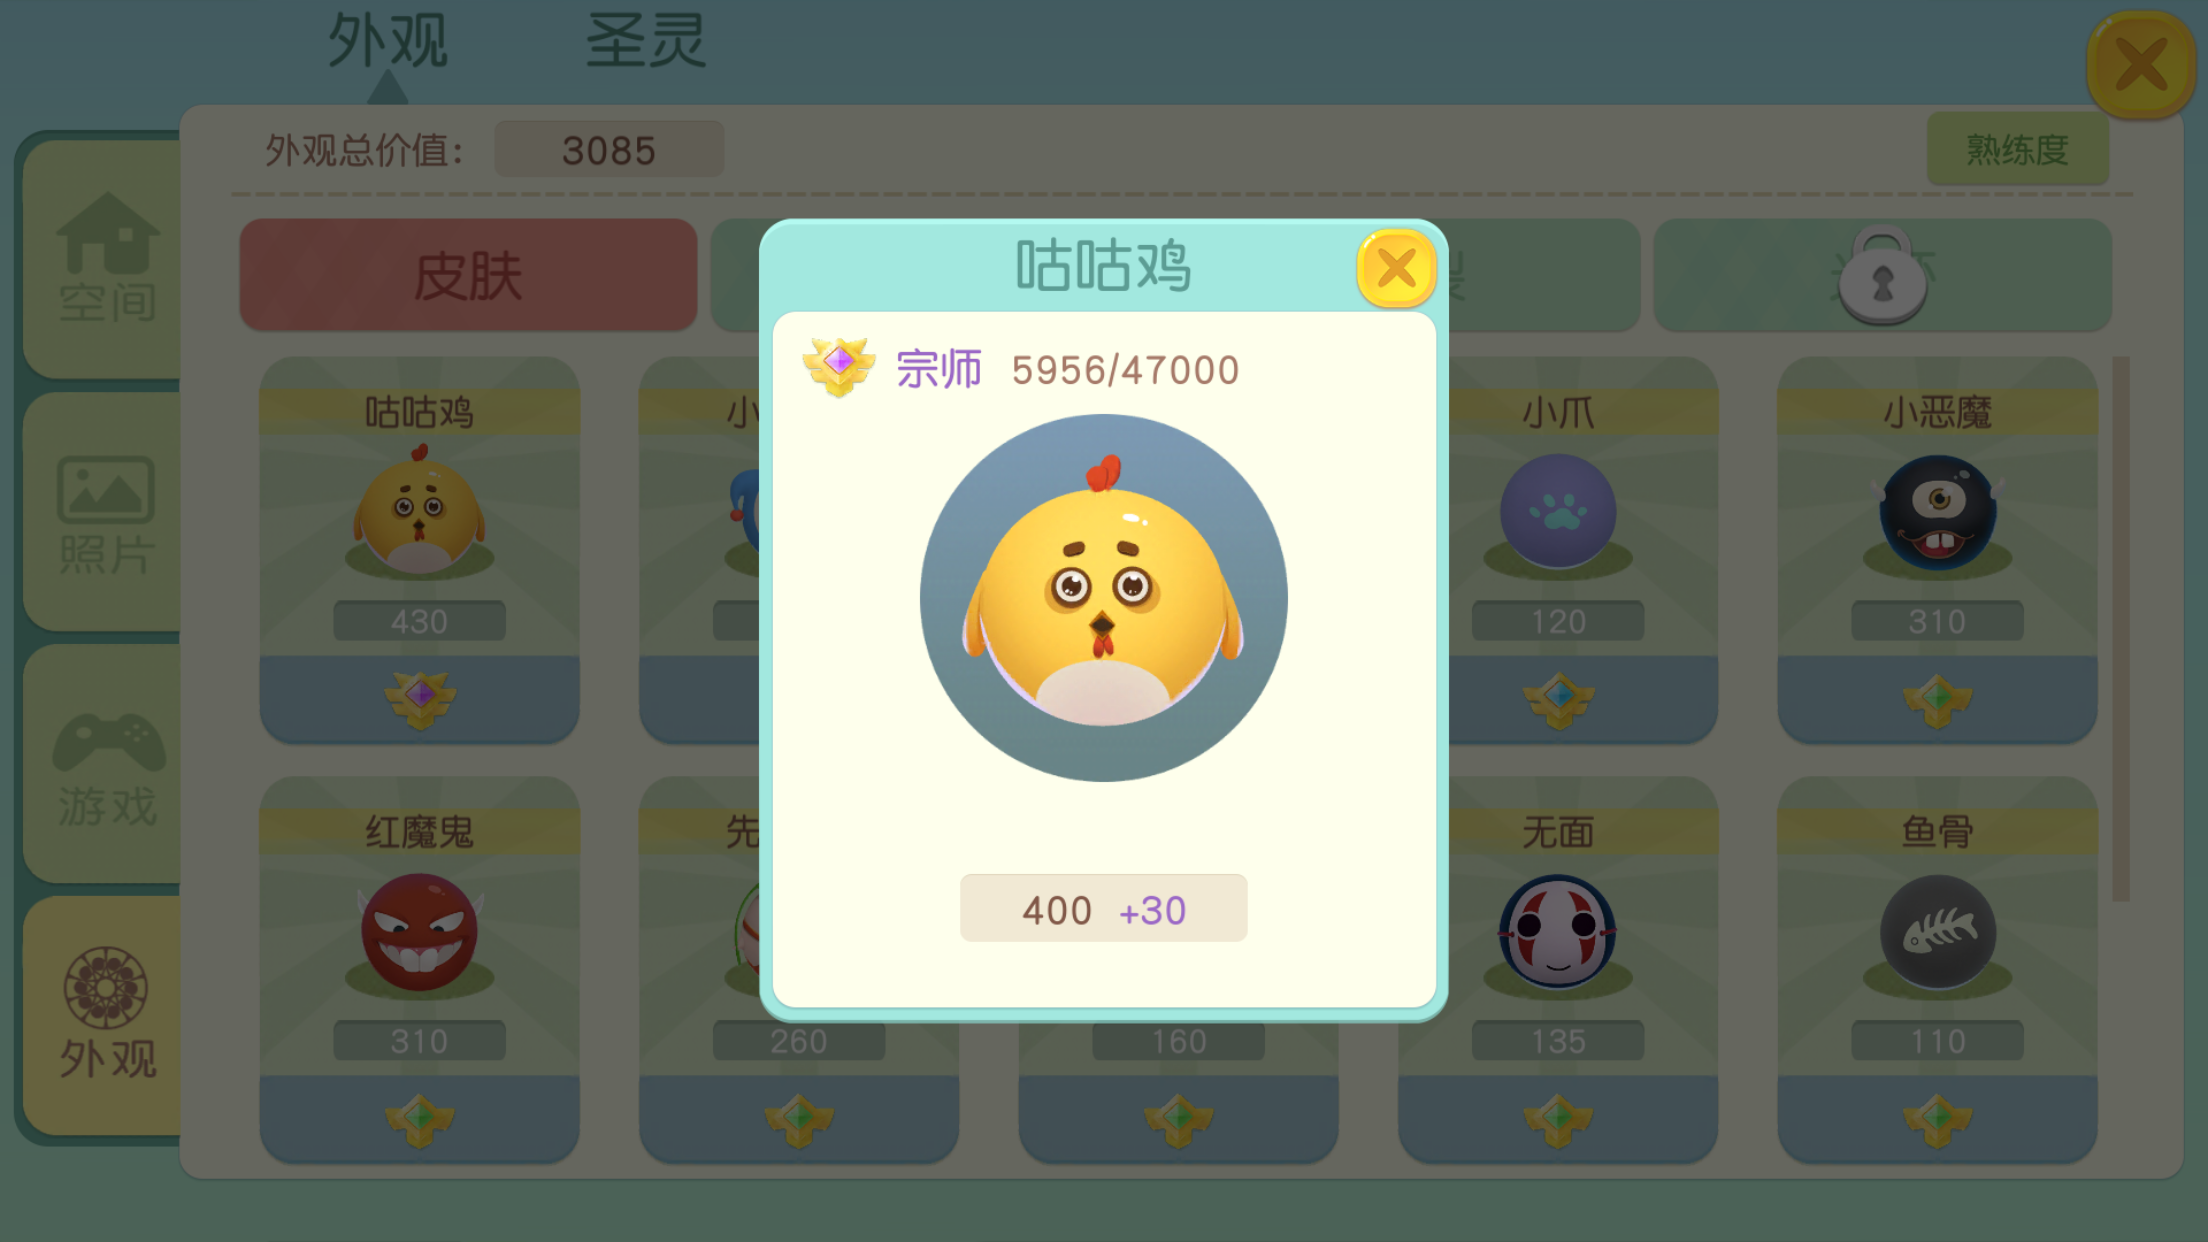 外观 圣灵
外观总价值： 3085 熟练度
皮肤
咕咕鸡
空间
宗师 5956/47000
咕咕鸡 小 小爪 小恶魔
照片
430 120 310
游戏
红魔鬼 先 无面 鱼骨
400 +30
外观
310 260 160 135 110